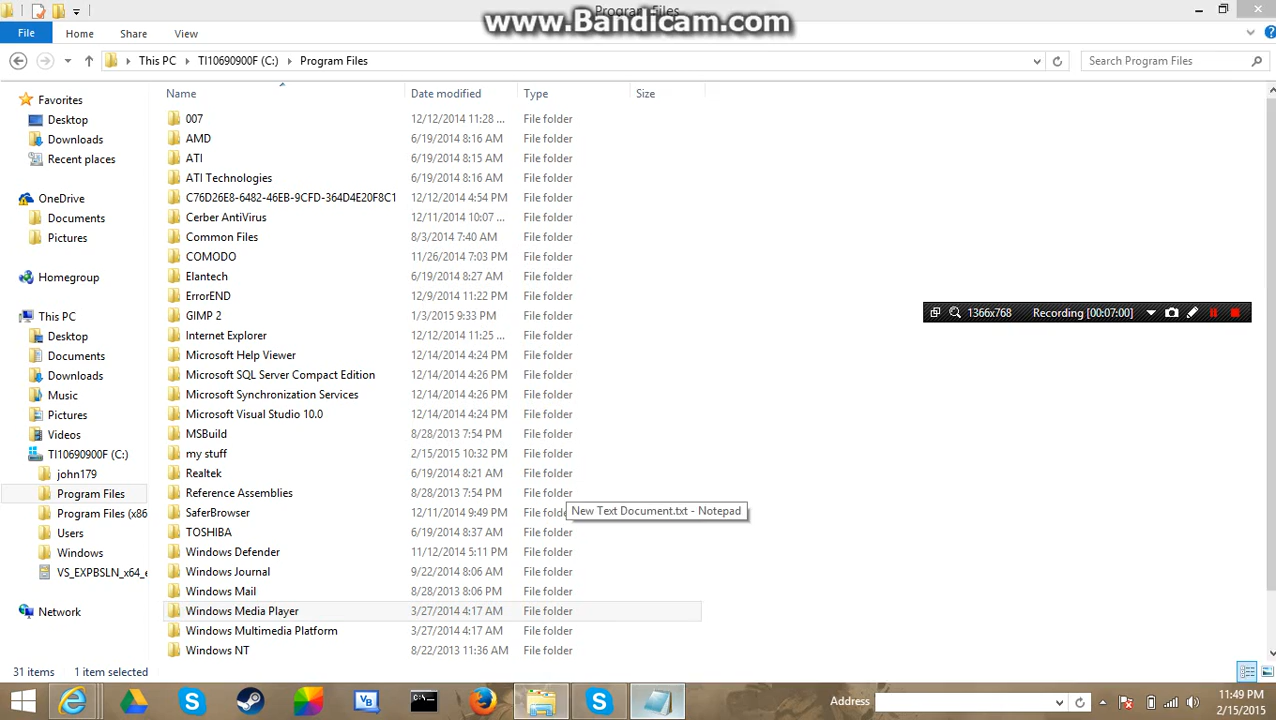 www.Bandicam.com
File Home Share View
This PC TI10690900F (C:) Program Files Search Program Files
Name Date modified Type Size
Favorites
Desktop
Downloads
Recent places
OneDrive
Documents
Pictures
Homegroup
This PC
Desktop
Documents
Downloads
Music
Pictures
Videos
TI10690900F (C:)
john179
Program Files
Program Files (x86
Users
Windows
VS_EXPBSLN_x64_e
Network
007 12/12/2014 11:28 ... File folder
AMD 6/19/2014 8:16 AM File folder
ATI 6/19/2014 8:15 AM File folder
ATI Technologies 6/19/2014 8:16 AM File folder
C76D26E8-6482-46EB-9CFD-364D4E20F8C1 12/12/2014 4:54 PM File folder
Cerber AntiVirus 12/11/2014 10:07 ... File folder
Common Files 8/3/2014 7:40 AM File folder
COMODO 11/26/2014 7:03 PM File folder
Elantech 6/19/2014 8:27 AM File folder
ErrorEND 12/9/2014 11:22 PM File folder
GIMP 2 1/3/2015 9:33 PM File folder
Internet Explorer 12/12/2014 11:25 ... File folder
Microsoft Help Viewer 12/14/2014 4:24 PM File folder
Microsoft SQL Server Compact Edition 12/14/2014 4:26 PM File folder
Microsoft Synchronization Services 12/14/2014 4:26 PM File folder
Microsoft Visual Studio 10.0 12/14/2014 4:24 PM File folder
MSBuild 8/28/2013 7:54 PM File folder
my stuff 2/15/2015 10:32 PM File folder
Realtek 6/19/2014 8:21 AM File folder
Reference Assemblies 8/28/2013 7:54 PM File folder
SaferBrowser 12/11/2014 9:49 PM File folde
TOSHIBA 6/19/2014 8:37 AM File folder
Windows Defender 11/12/2014 5:11 PM File folder
Windows Journal 9/22/2014 8:06 AM File folder
Windows Mail 8/28/2013 8:06 PM File folder
Windows Media Player 3/27/2014 4:17 AM File folder
Windows Multimedia Platform 3/27/2014 4:17 AM File folder
Windows NT 8/22/2013 11:36 AM File folder
New Text Document.txt - Notepad
1366x768 Recording [00:07:00]
31 items 1 item selected
VB
Address
11:49 PM
2/15/2015